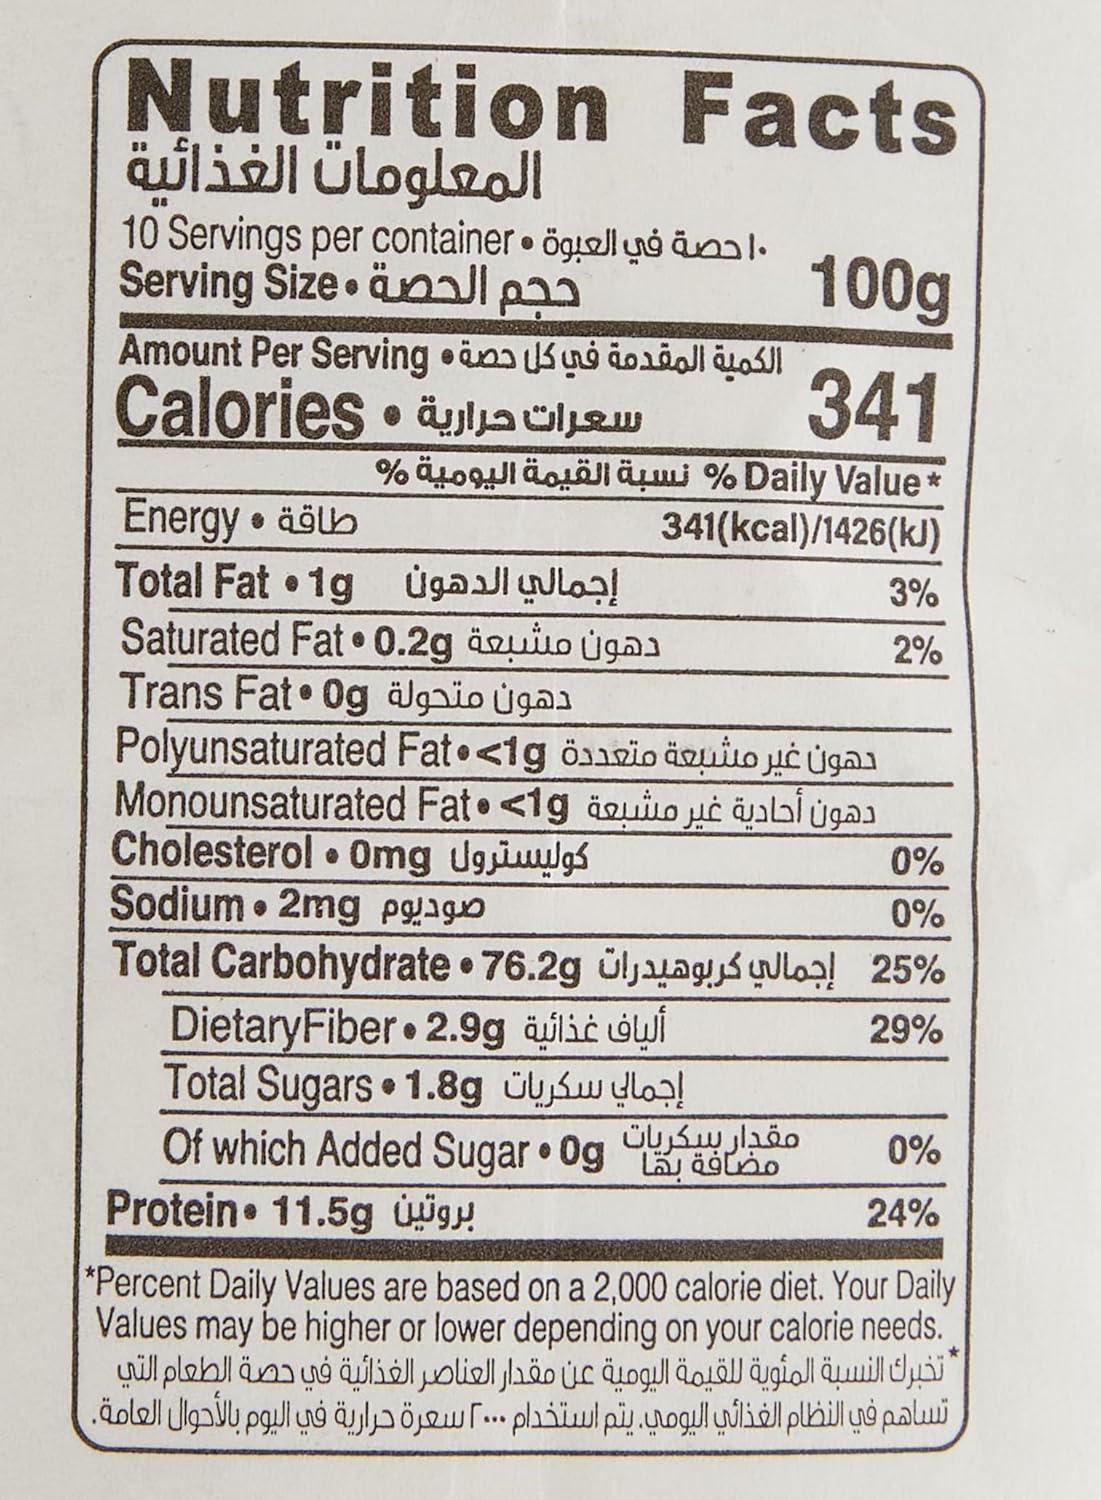 Nutrition Facts
المعلومات الغذائية
10 Servings per container • ١٠ حصة في العبوة
Serving Size • حجم الحصة 100g
Amount Per Serving • الكمية المقدمة في كل حصة
Calories • سعرات حرارية 341
% نسبة القيمة اليومية % Daily Value*
Energy • طاقة 341(kcal)/1426(kJ)
Total Fat • 1g إجمالي الدهون 3%
Saturated Fat • 0.2g دهون مشبعة 2%
Trans Fat • 0g دهون متحولة
Polyunsaturated Fat • <1g دهون غير مشبعة متعددة
Monounsaturated Fat • <1g دهون أحادية غير مشبعة
Cholesterol • 0mg كوليسترول 0%
Sodium • 2mg صوديوم 0%
Total Carbohydrate • 76.2g إجمالي كربوهيدرات 25%
DietaryFiber • 2.9g ألياف غذائية 29%
Total Sugars • 1.8g إجمالي سكريات
Of which Added Sugar • 0g مقدار سكريات مضافة بها 0%
Protein • 11.5g بروتين 24%
*Percent Daily Values are based on a 2,000 calorie diet. Your Daily
Values may be higher or lower depending on your calorie needs.
*تخبرك النسبة المئوية للقيمة اليومية عن مقدار العناصر الغذائية في حصة الطعام التي
تساهم في النظام الغذائي اليومي. يتم استخدام ٢٠٠٠ سعرة حرارية في اليوم بالأحوال العامة.